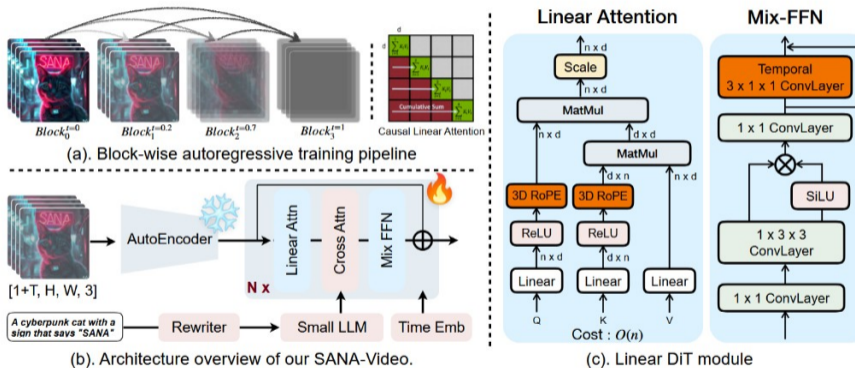 SANA
Block_0^{t=0}
Block_1^{t=0.2}
Block_2^{t=0.7}
Block_3^{t=1}
d
d
Cumulative Sum
Causal Linear Attention
(a). Block-wise autoregressive training pipeline
SANA
[1+T, H, W, 3]
AutoEncoder
Linear Attn
Cross Attn
Mix FFN
N x
A cyberpunk cat with a
sign that says "SANA"
Rewriter
Small LLM
Time Emb
(b). Architecture overview of our SANA-Video.
Linear Attention
n x d
Scale
n x d
MatMul
n x d
d x d
MatMul
d x n
n x d
3D RoPE
3D RoPE
ReLU
ReLU
n x d
d x n
Linear
Linear
Linear
Q
K
V
Cost : O(n)
Mix-FFN
Temporal
3 x 1 x 1 ConvLayer
1 x 1 ConvLayer
SiLU
1 x 3 x 3
ConvLayer
1 x 1 ConvLayer
(c). Linear DiT module